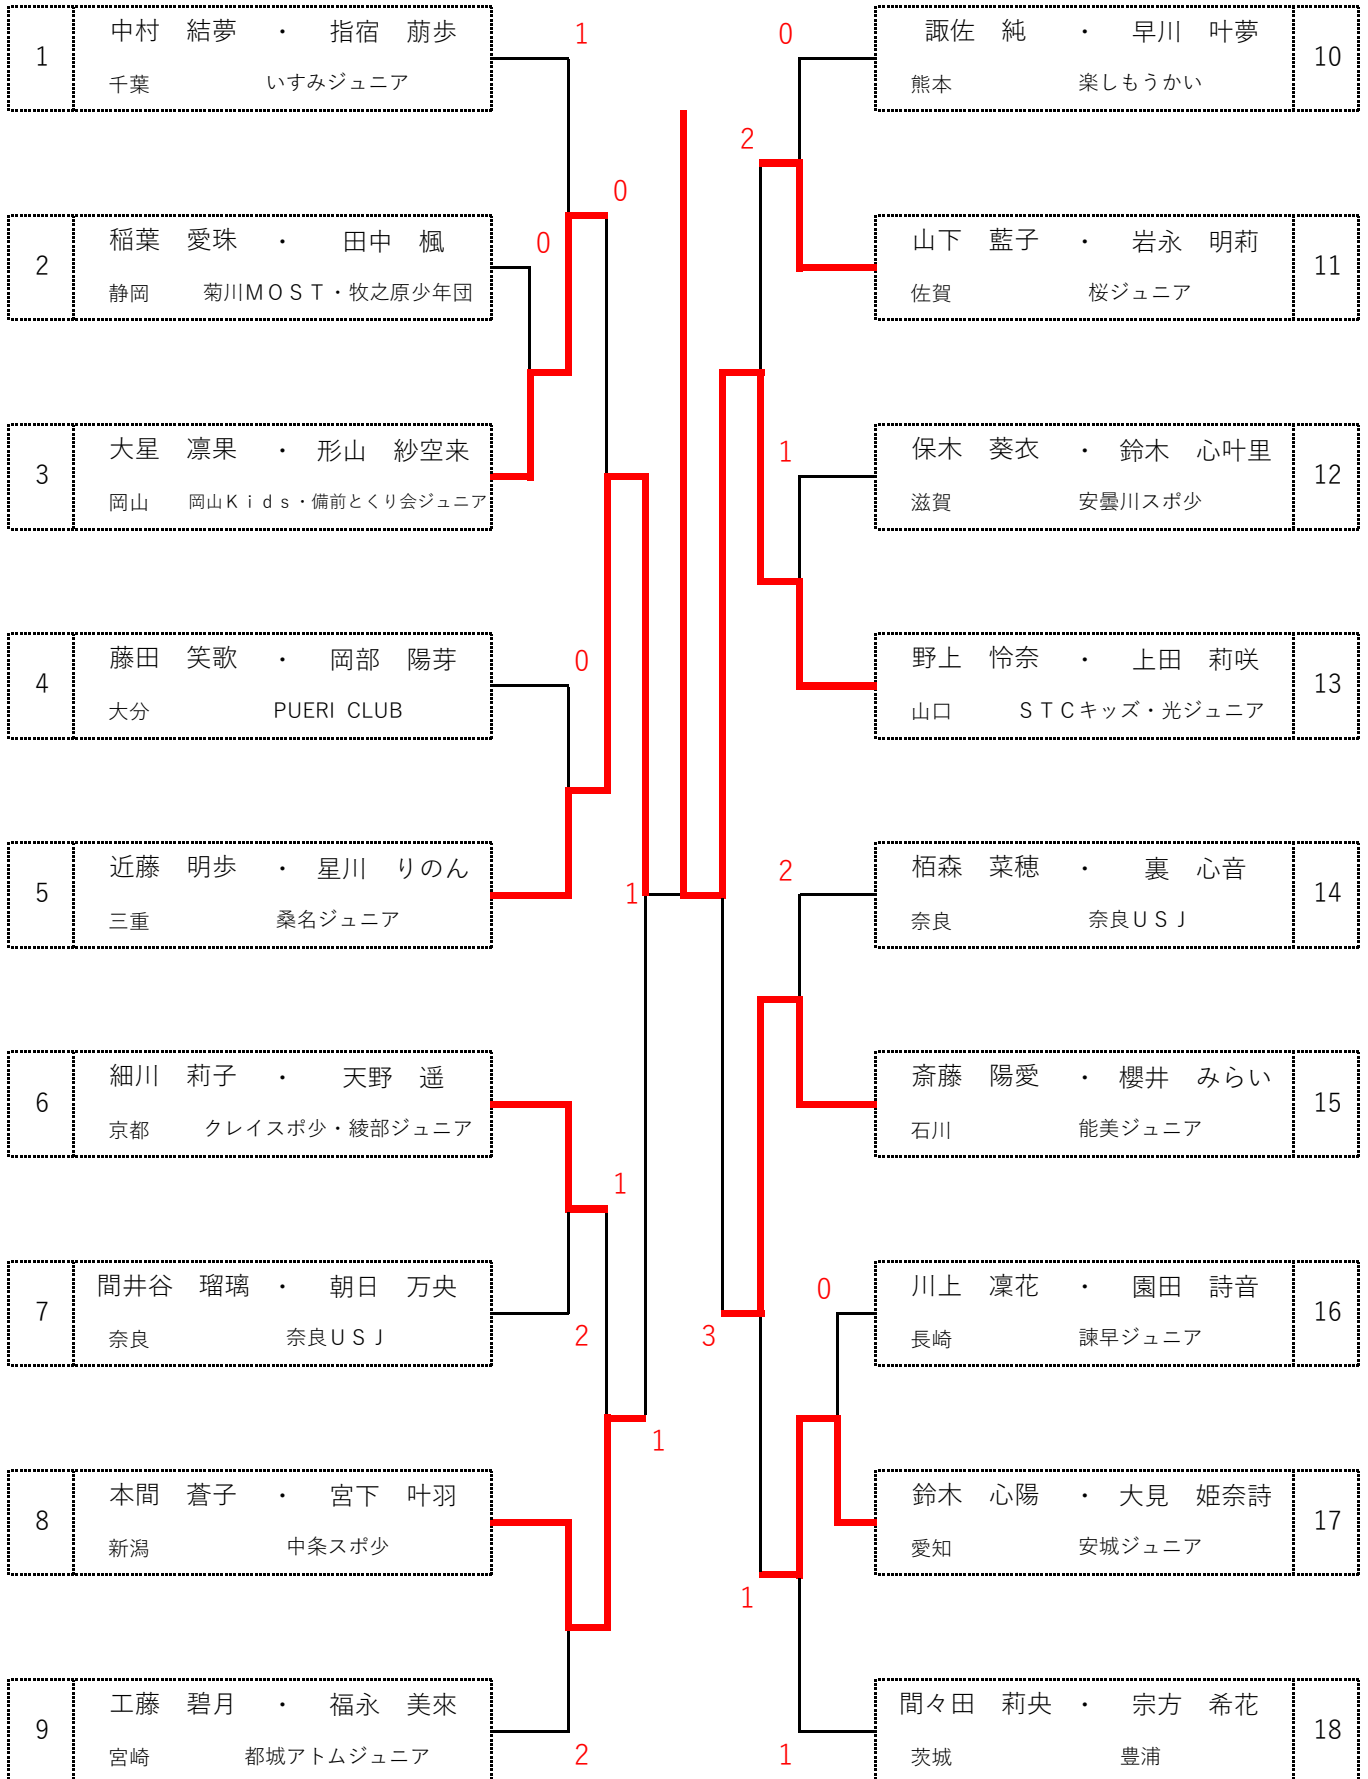 1
中村　結夢　・　指宿　萠歩
千葉　いすみジュニア
2
稲葉　愛珠　・　田中　楓
静岡　菊川ＭＯＳＴ・牧之原少年団
3
大星　凛果　・　形山　紗空来
岡山　岡山Ｋｉｄｓ・備前とくり会ジュニア
4
藤田　笑歌　・　岡部　陽芽
大分　PUERI CLUB
5
近藤　明歩　・　星川　りのん
三重　桑名ジュニア
6
細川　莉子　・　天野　遥
京都　クレイスポ少・綾部ジュニア
7
間井谷　瑠璃　・　朝日　万央
奈良　奈良ＵＳＪ
8
本間　蒼子　・　宮下　叶羽
新潟　中条スポ少
9
工藤　碧月　・　福永　美來
宮崎　都城アトムジュニア
1
0
0
0
1
1
2
1
2
0
2
1
2
0
3
1
1
諏佐　純　・　早川　叶夢
熊本　楽しもうかい
10
山下　藍子　・　岩永　明莉
佐賀　桜ジュニア
11
保木　葵衣　・　鈴木　心叶里
滋賀　安曇川スポ少
12
野上　怜奈　・　上田　莉咲
山口　ＳＴＣキッズ・光ジュニア
13
栢森　菜穂　・　裏　心音
奈良　奈良ＵＳＪ
14
斎藤　陽愛　・　櫻井　みらい
石川　能美ジュニア
15
川上　凜花　・　園田　詩音
長崎　諫早ジュニア
16
鈴木　心陽　・　大見　姫奈詩
愛知　安城ジュニア
17
間々田　莉央　・　宗方　希花
茨城　豊浦
18